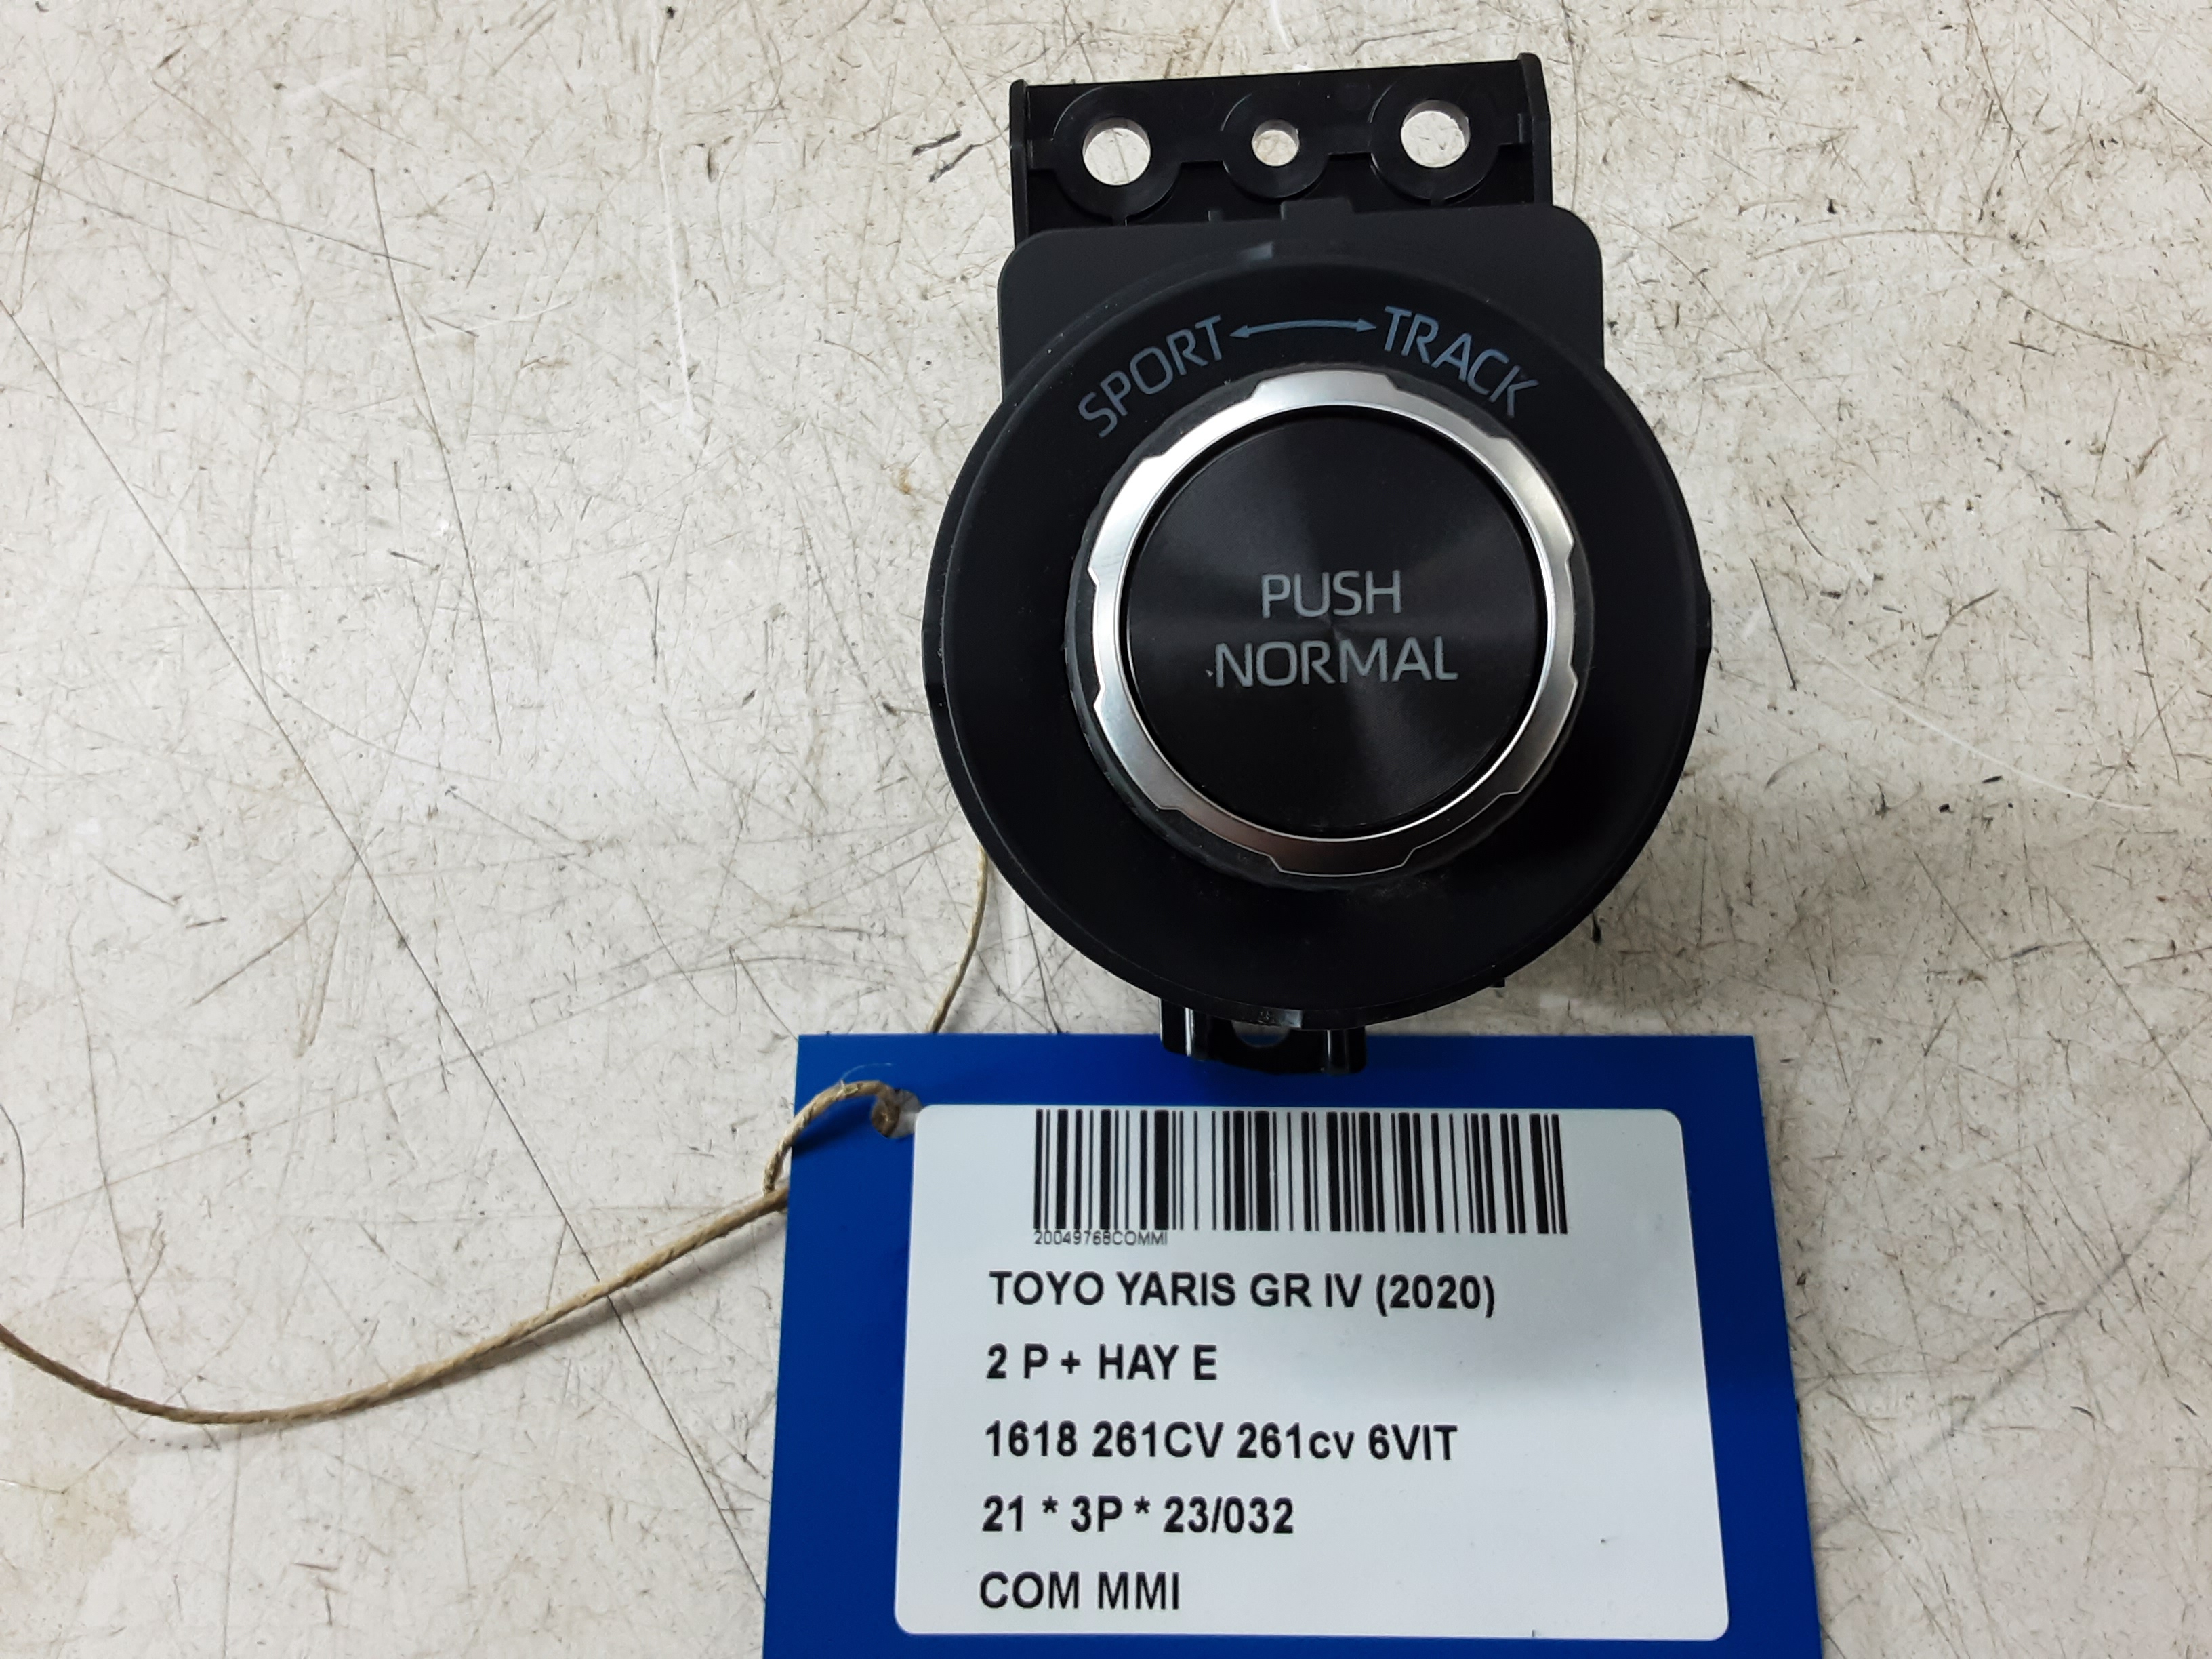 SPORT ↔ TRACK
PUSH
NORMAL
20049768COMMI
TOYO YARIS GR IV (2020)
2 P + HAY E
1618 261CV 261cv 6VIT
21 * 3P * 23/032
COM MMI